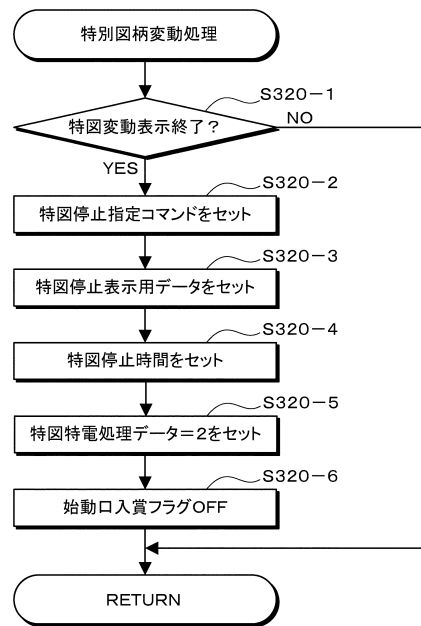 特別図柄変動処理
S320－1
特図変動表示終了？
NO
YES
S320－2
特図停止指定コマンドをセット
S320－3
特図停止表示用データをセット
S320－4
特図停止時間をセット
S320－5
特図特電処理データ＝2をセット
S320－6
始動口入賞フラグOFF
RETURN